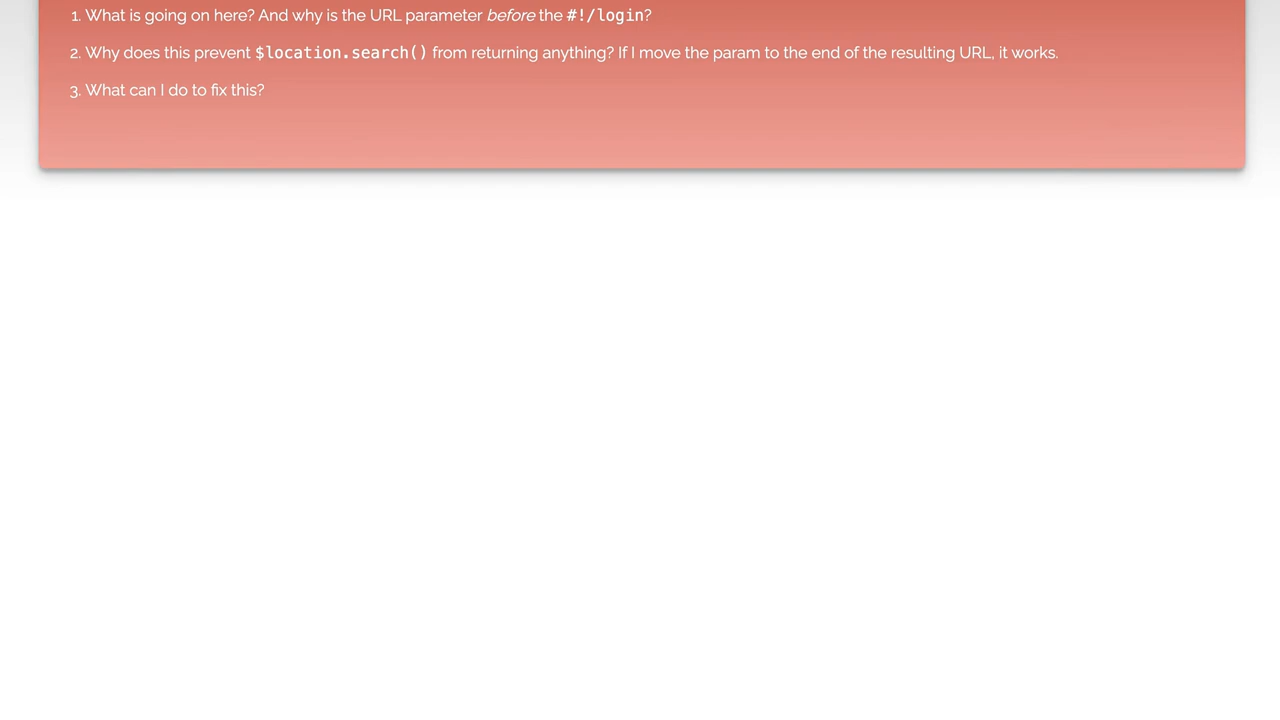 1. What is going on here? And why is the URL parameter before the #!/login?
2. Why does this prevent $location.search() from returning anything? If I move the param to the end of the resulting URL, it works.
3. What can I do to fix this?